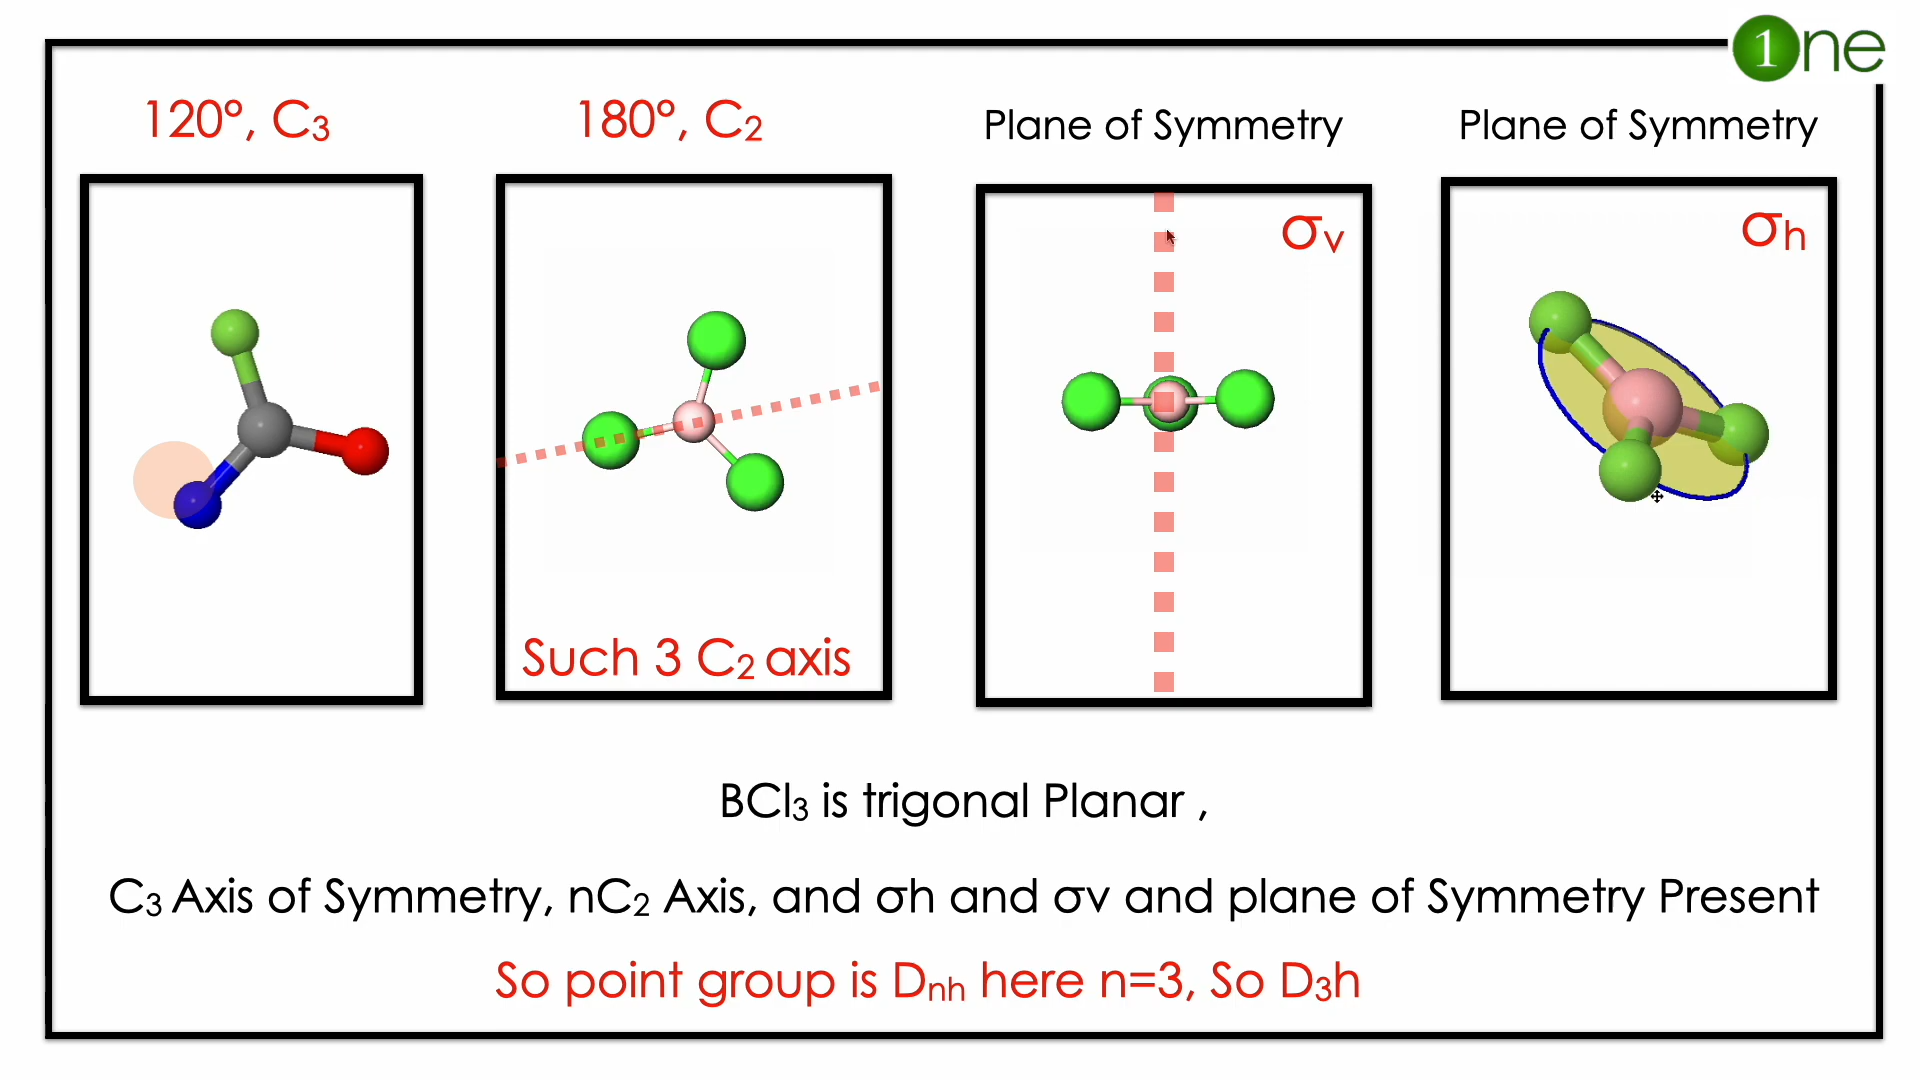 1ne
120°, C₃
180°, C₂
Plane of Symmetry
Plane of Symmetry
σv
σh
Such 3 C₂ axis
BCl₃ is trigonal Planar ,
C₃ Axis of Symmetry, nC₂ Axis, and σh and σv and plane of Symmetry Present
So point group is Dₙₕ here n=3, So D₃h